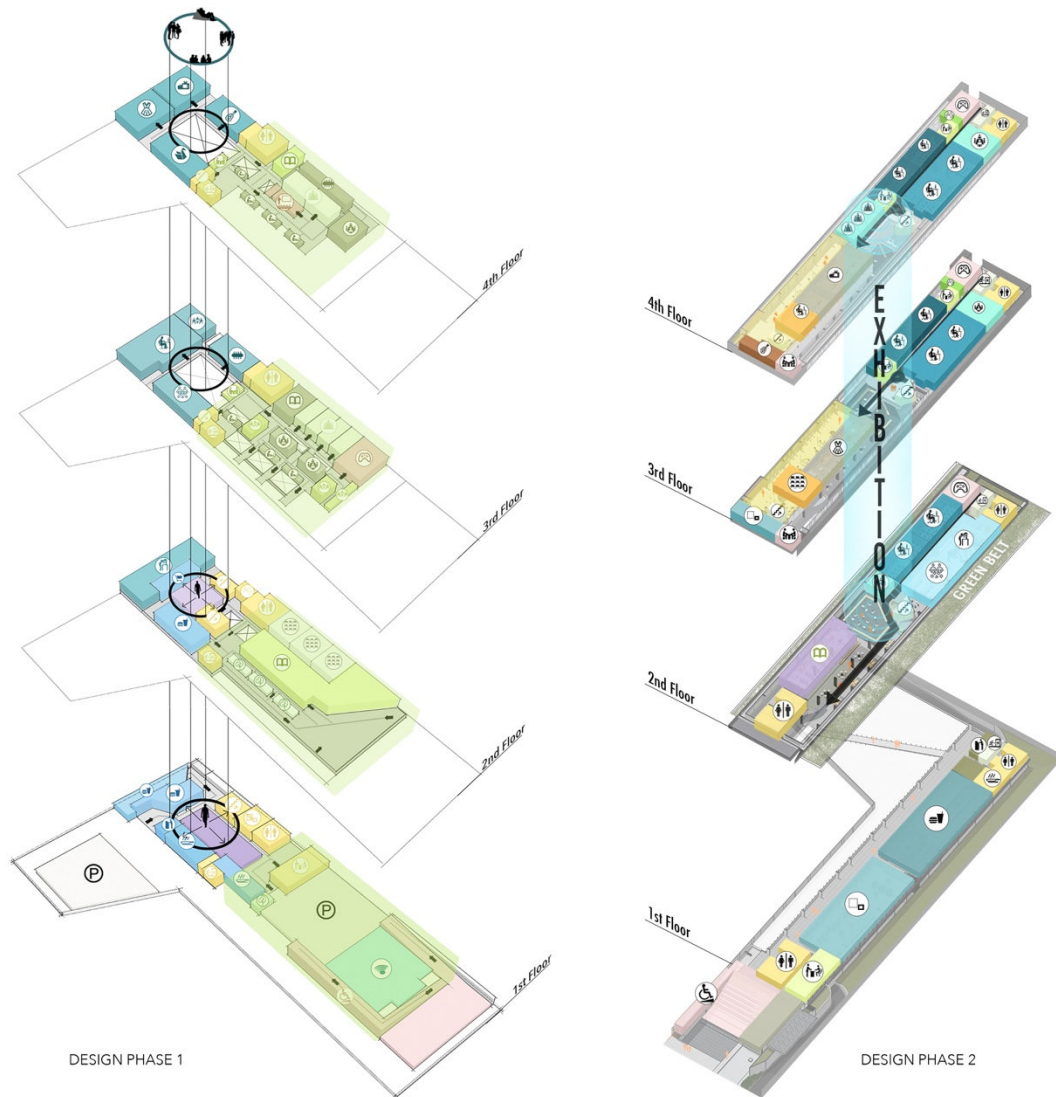 4th Floor
3rd Floor
2nd Floor
P
P
1st Floor
DESIGN PHASE 1
4th Floor
3rd Floor
EXHIBITION
GREEN BELT
2nd Floor
1st Floor
DESIGN PHASE 2